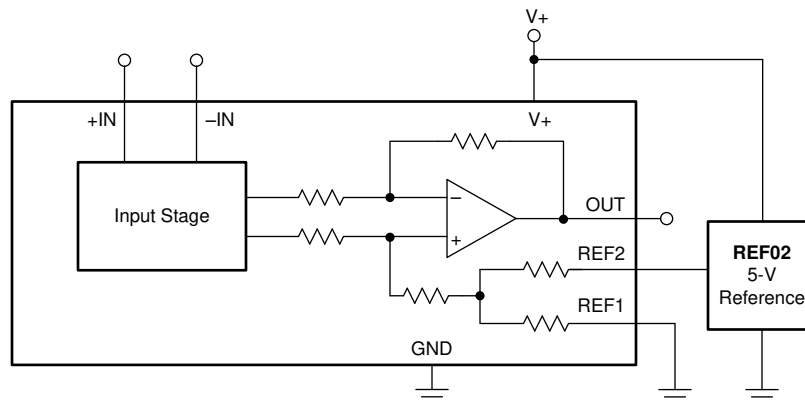 V+
+IN
–IN
V+
Input Stage
–
+
OUT
REF2
REF1
GND
REF02
5-V
Reference